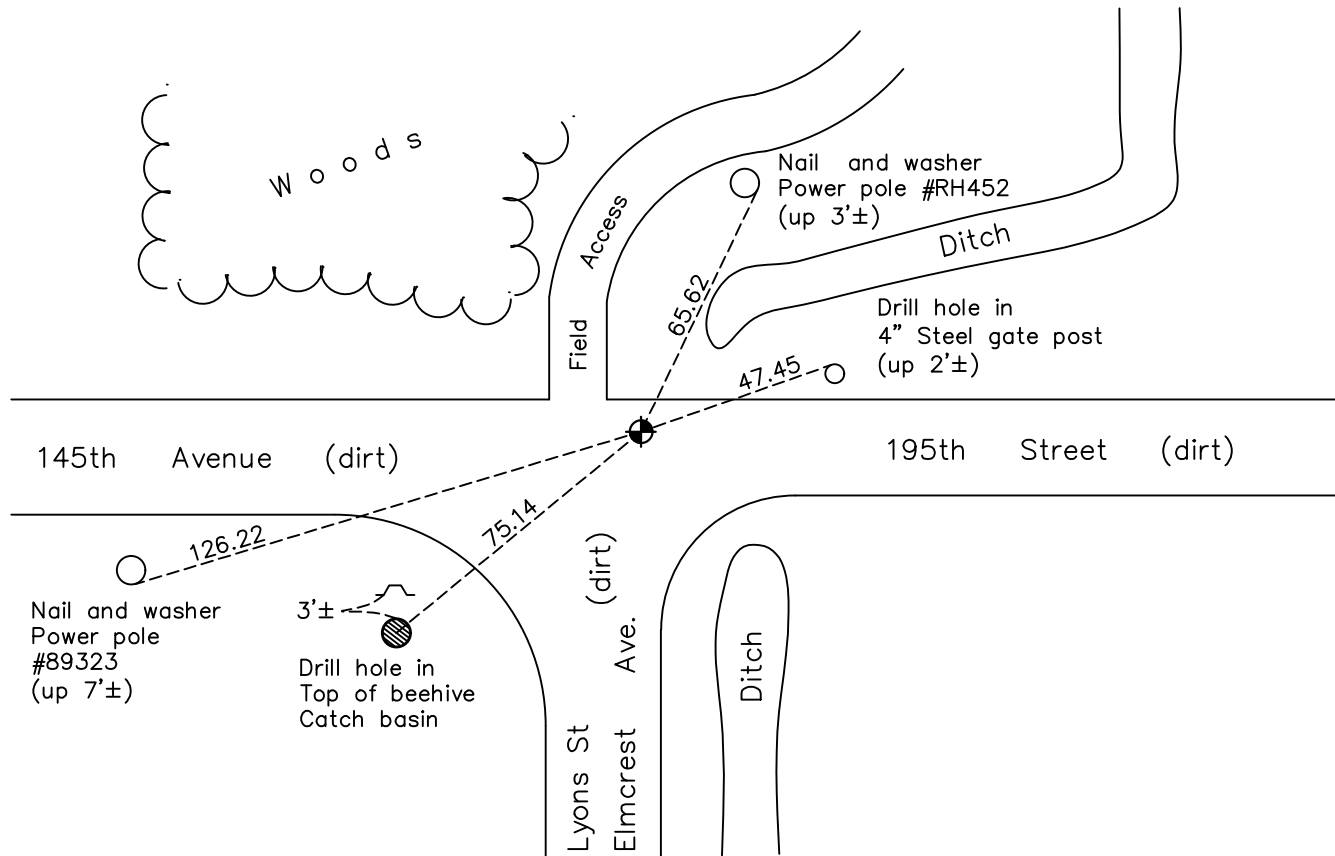 Woods
Nail and washer
Power pole #RH452
(up 3'±)
Access
Field
Ditch
65.62
Drill hole in
4” Steel gate post
(up 2'±)
47.45
145th Avenue (dirt)
195th Street (dirt)
126.22
75.14
Nail and washer
Power pole
#89323
(up 7'±)
3'±
Drill hole in
Top of beehive
Catch basin
Lyons St
Elmcrest Ave. (dirt)
Ditch